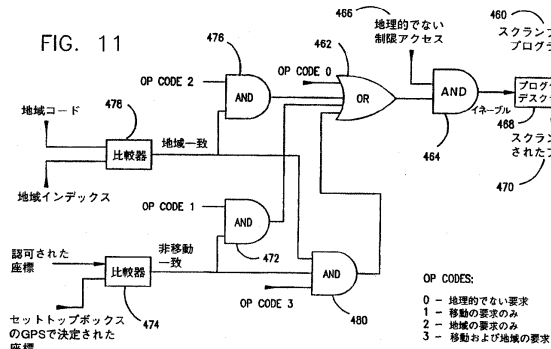 FIG. 11
466
地理的でない
制限アクセス
460
スクランブ
プログラ
476
462
OP CODE 0
OP CODE 2
AND
OR
AND
イネーブル
プログラ
デスクラ
468
464
スクラン
されたプ
470
地域コード
478
比較器
地域一致
地域インデックス
OP CODE 1
AND
472
認可された
座標
非移動
一致
比較器
474
AND
480
OP CODE 3
セットトップボックス
のGPSで決定された
座標
OP CODES:
0 - 地理的でない要求
1 - 移動の要求のみ
2 - 地域の要求のみ
3 - 移動および地域の要求